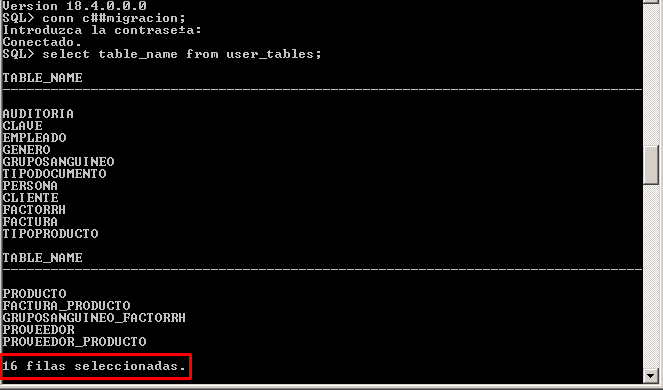 Version 18.4.0.0.0
SQL> conn c##migracion;
Introduzca la contrase±a:
Conectado.
SQL> select table_name from user_tables;
TABLE_NAME
--------------------------------------------------------------------------------
AUDITORIA
CLAVE
EMPLEADO
GENERO
GRUPOSANGUINEO
TIPODOCUMENTO
PERSONA
CLIENTE
FACTORRH
FACTURA
TIPOPRODUCTO
TABLE_NAME
--------------------------------------------------------------------------------
PRODUCTO
FACTURA_PRODUCTO
GRUPOSANGUINEO_FACTORRH
PROVEEDOR
PROVEEDOR_PRODUCTO
16 filas seleccionadas.